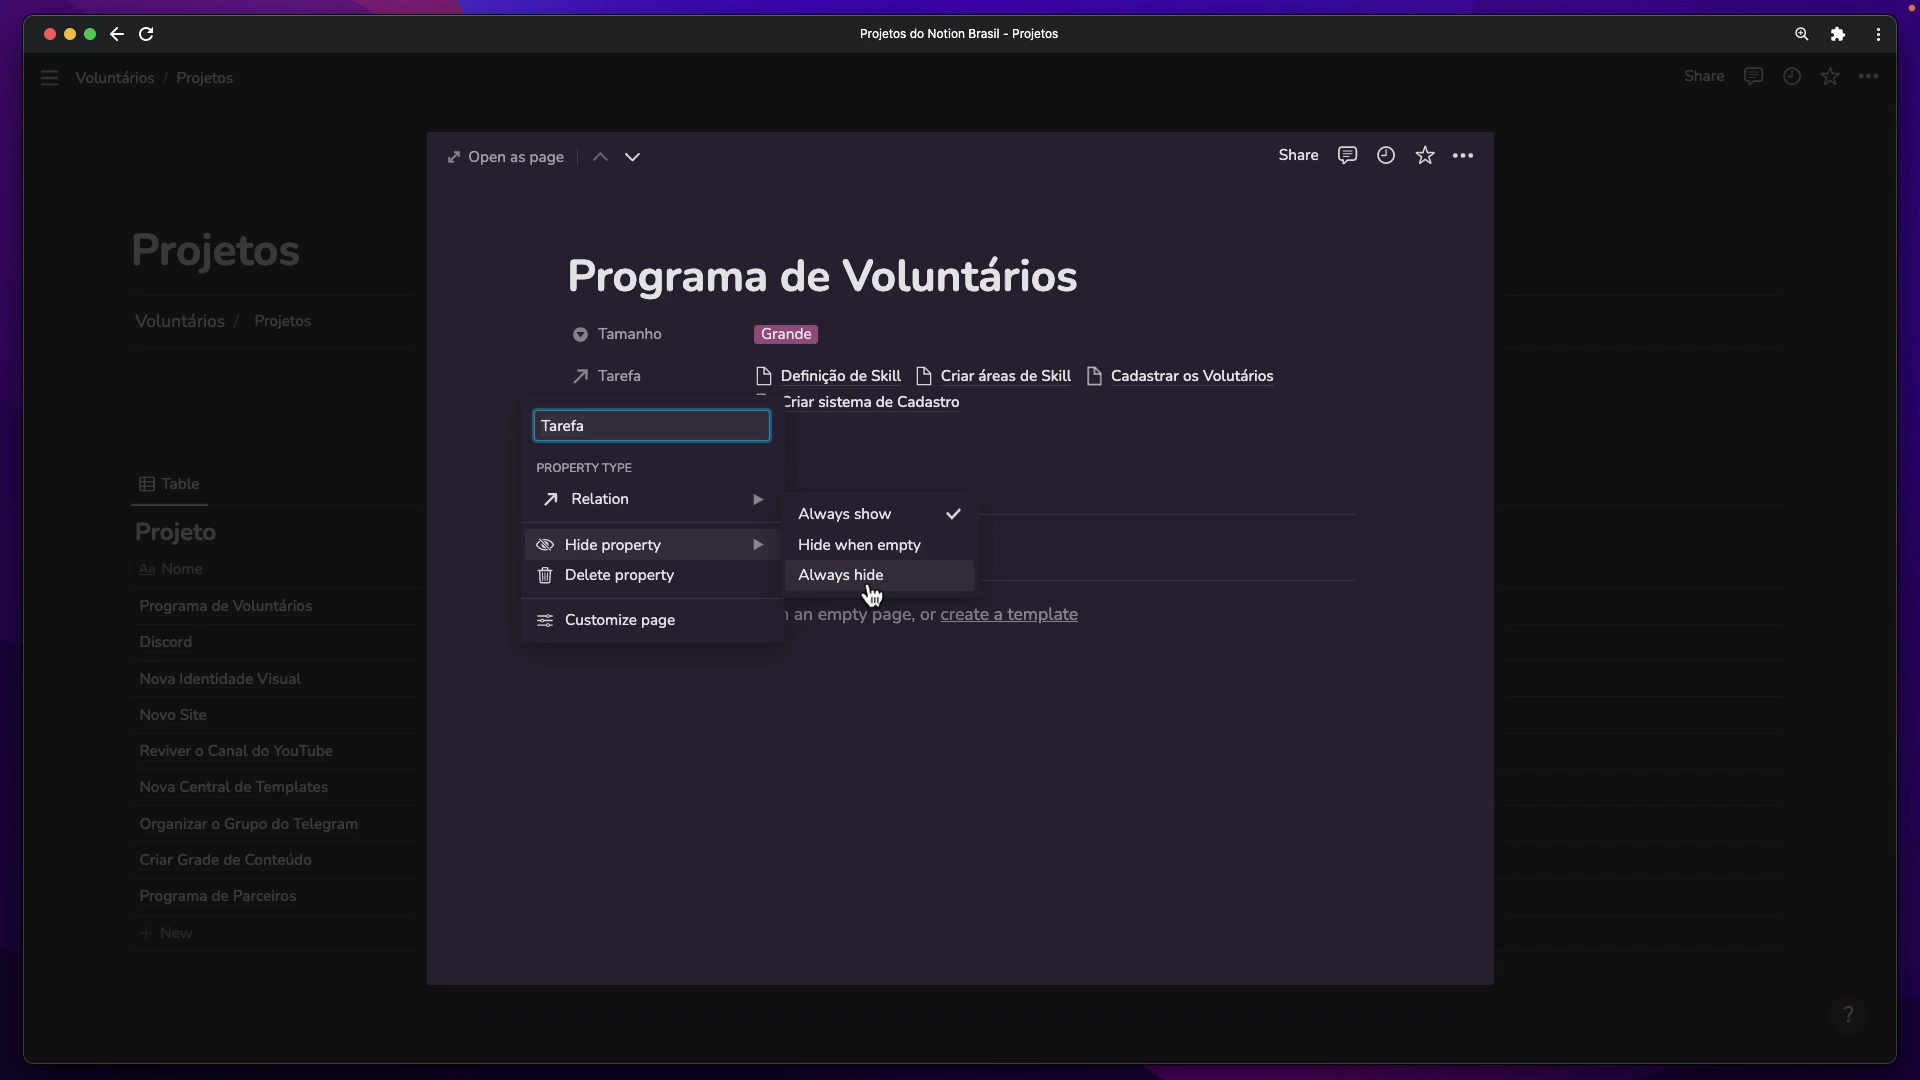 Projetos do Notion Brasil - Projetos
Voluntários / Projetos
Share
Open as page
Share
Projetos
Voluntários / Projetos
Programa de Voluntários
Tamanho Grande
Tarefa Definição de Skill Criar áreas de Skill Cadastrar os Volutários
Criar sistema de Cadastro
Tarefa
PROPERTY TYPE
Relation
Hide property
Delete property
Customize page
Always show
Hide when empty
Always hide
an empty page, or create a template
Table
Projeto
Aa Nome
Programa de Voluntários
Discord
Nova Identidade Visual
Novo Site
Reviver o Canal do YouTube
Nova Central de Templates
Organizar o Grupo do Telegram
Criar Grade de Conteúdo
Programa de Parceiros
+ New
?